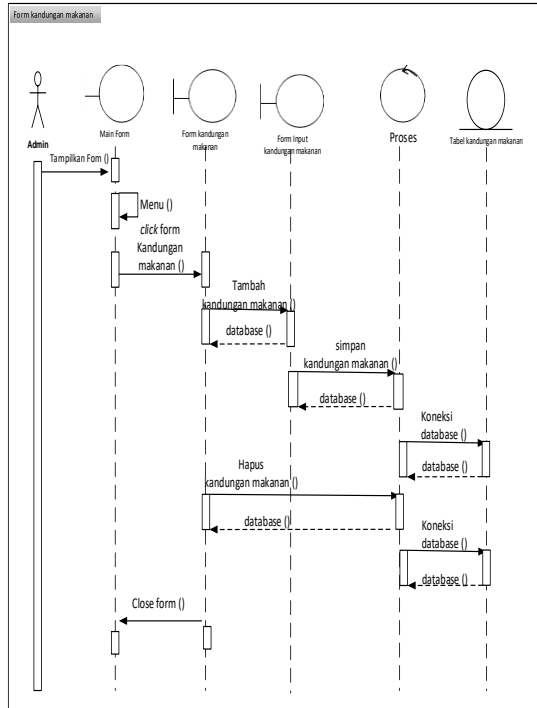 Form kandungan makanan
Admin
Main Form
Form kandungan
makanan
Form Input
kandungan makanan
Proses
Tabel kandungan makanan
Tampilkan Fom ()
Menu ()
click form
Kandungan
makanan ()
Tambah
kandungan makanan ()
database ()
simpan
kandungan makanan ()
database ()
Koneksi
database ()
database ()
Hapus
kandungan makanan ()
database ()
Koneksi
database ()
database ()
Close form ()